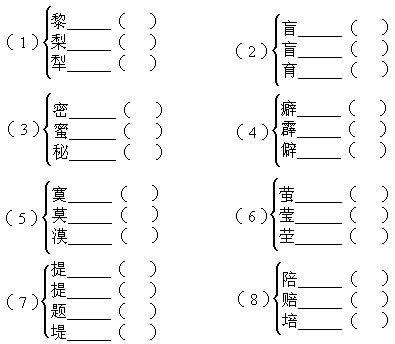 (1)
黎_____ ( )
梨_____ ( )
犁_____ ( )
(2)
盲_____ ( )
盲_____ ( )
育_____ ( )
(3)
密_____ ( )
蜜_____ ( )
秘_____ ( )
(4)
癖_____ ( )
霹_____ ( )
僻_____ ( )
(5)
寞_____ ( )
莫_____ ( )
漠_____ ( )
(6)
萤_____ ( )
莹_____ ( )
茔_____ ( )
(7)
提_____ ( )
提_____ ( )
题_____ ( )
堤_____ ( )
(8)
陪_____ ( )
赔_____ ( )
培_____ ( )